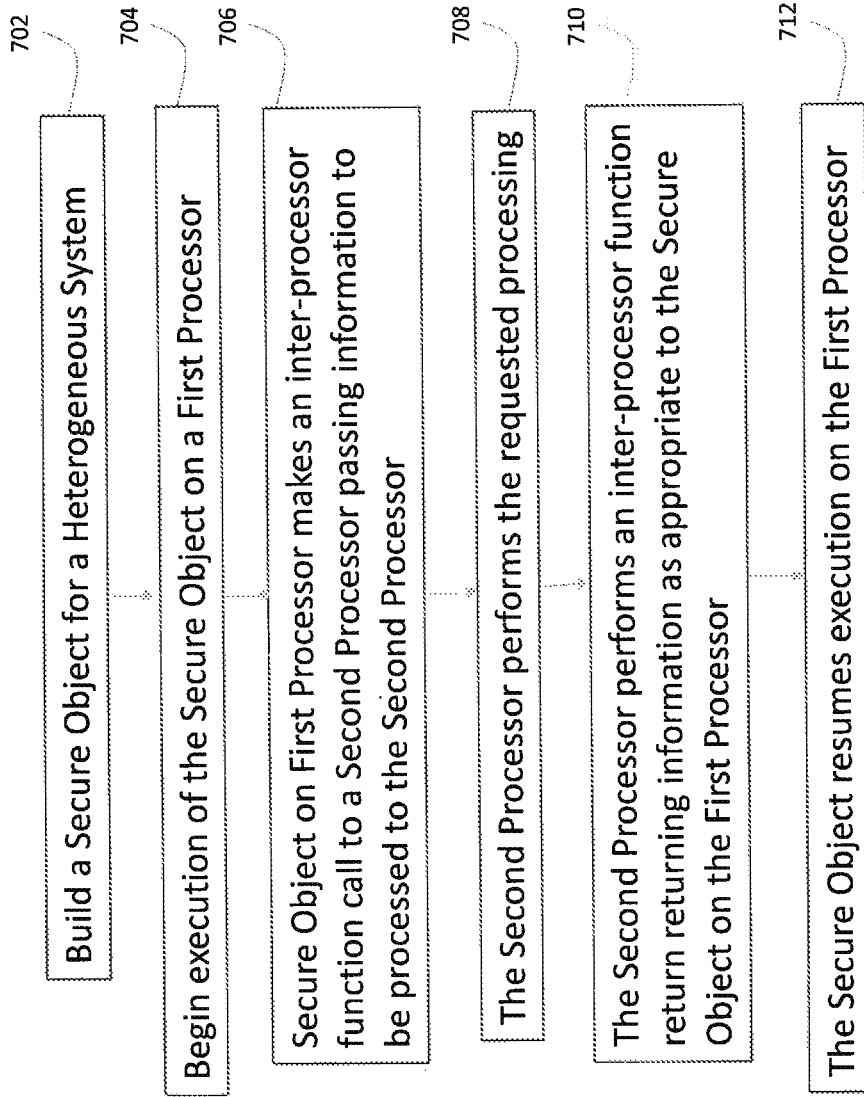 702
Build a Secure Object for a Heterogeneous System
704
Begin execution of the Secure Object on a First Processor
706
Secure Object on First Processor makes an inter-processor
function call to a Second Processor passing information to
be processed to the Second Processor
708
The Second Processor performs the requested processing
710
The Second Processor performs an inter-processor function
return returning information as appropriate to the Secure
Object on the First Processor
712
The Secure Object resumes execution on the First Processor